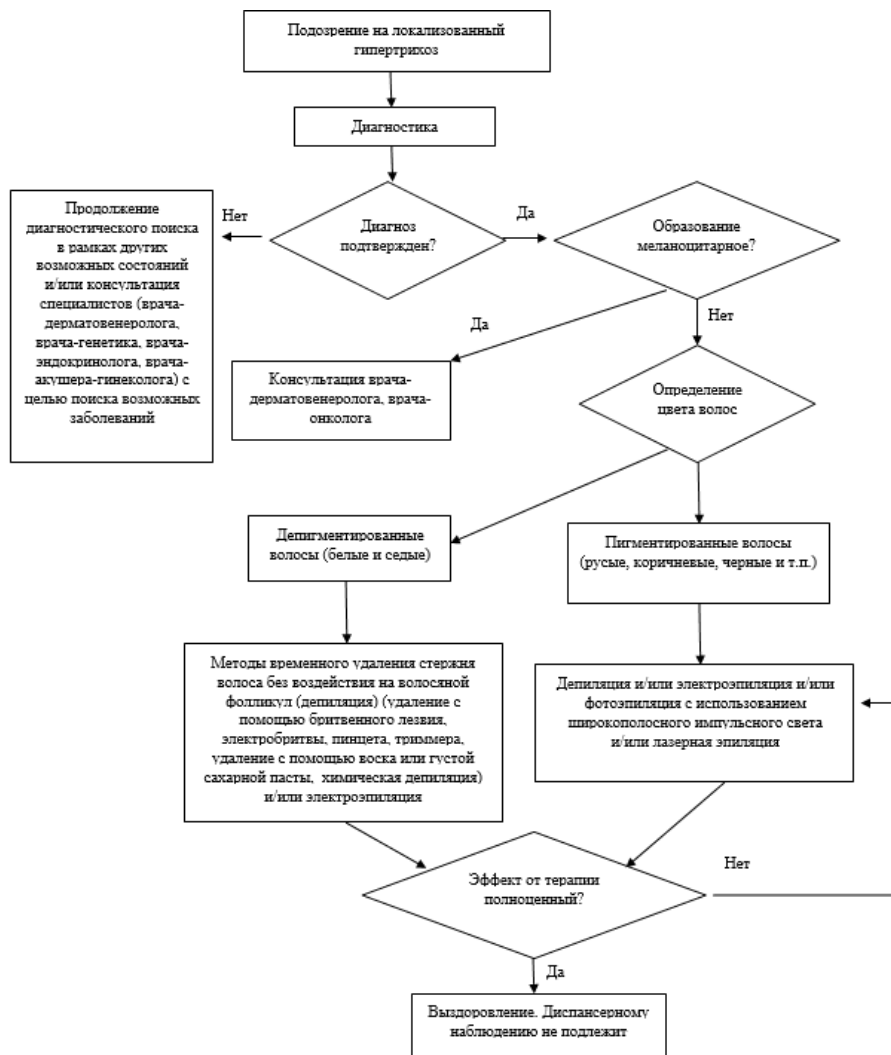 Подозрение на локализованный
гипертрихоз
Диагностика
Диагноз
подтвержден?
Нет
Да
Продолжение
диагностического поиска
в рамках других
возможных состояний
и/или консультация
специалистов (врача-
дерматовенеролога,
врача-генетика, врача-
эндокринолога, врача-
акушера-гинеколога) с
целью поиска возможных
заболеваний
Образование
меланоцитарное?
Да
Нет
Консультация врача-
дерматовенеролога, врача-
онколога
Определение
цвета волос
Депигментированные
волосы (белые и седые)
Пигментированные волосы
(русые, коричневые, черные и т.п.)
Методы временного удаления стержня
волоса без воздействия на волосяной
фолликул (депиляция) (удаление с
помощью бритвенного лезвия,
электробритвы, пинцета, триммера,
удаление с помощью воска или густой
сахарной пасты, химическая депиляция)
и/или электроэпиляция
Депиляция и/или электроэпиляция и/или
фотоэпиляция с использованием
широкополосного импульсного света
и/или лазерная эпиляция
Эффект от терапии
полноценный?
Нет
Да
Выздоровление. Диспансерному
наблюдению не подлежит